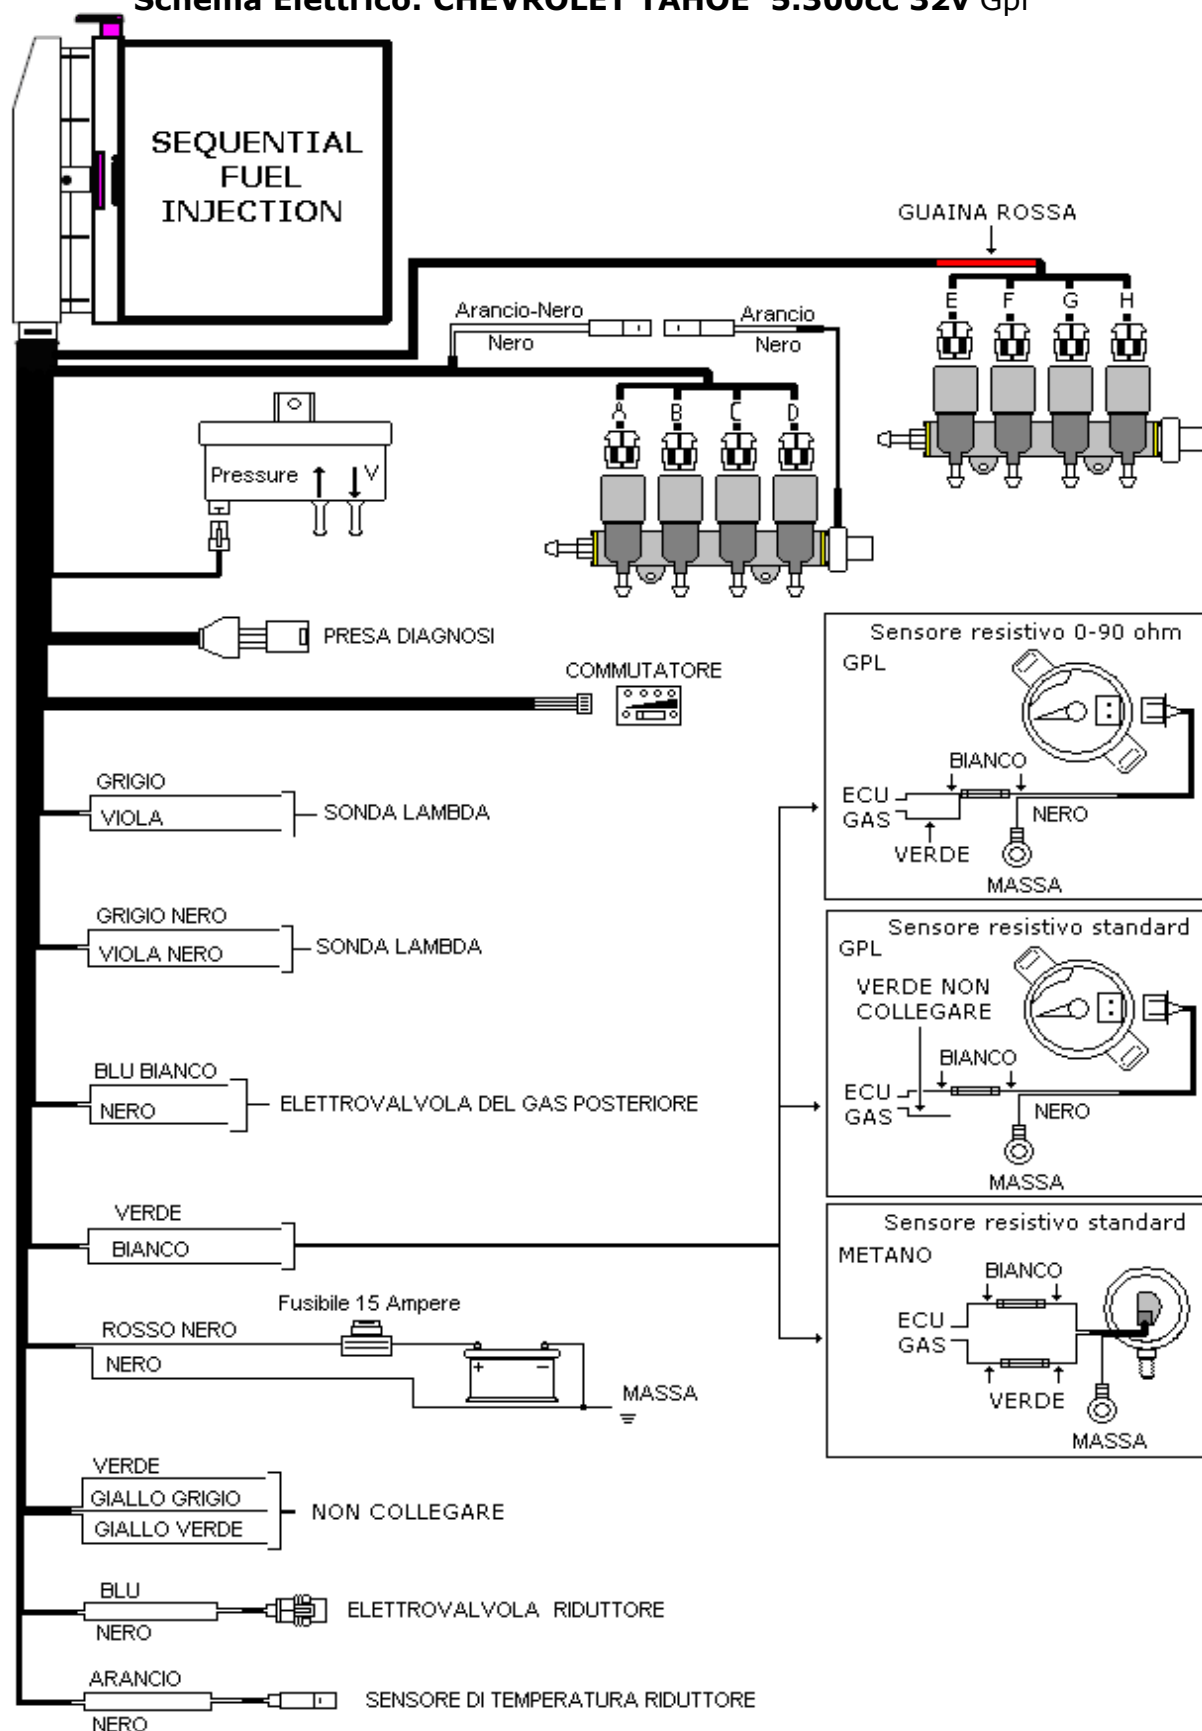 Schema Elettrico: CHEVROLET TAHOE 5.300cc 32v Gpl
SEQUENTIAL
FUEL
INJECTION
GUAINA ROSSA
E F G H
Arancio-Nero
Nero
Arancio
Nero
A B C D
Pressure V
PRESA DIAGNOSI
COMMUTATORE
GRIGIO
VIOLA
SONDA LAMBDA
GRIGIO NERO
VIOLA NERO
SONDA LAMBDA
BLU BIANCO
NERO
ELETTROVALVOLA DEL GAS POSTERIORE
VERDE
BIANCO
Sensore resistivo 0-90 ohm
GPL
BIANCO
ECU
GAS
NERO
VERDE
MASSA
Sensore resistivo standard
GPL
VERDE NON
COLLEGARE
BIANCO
ECU
GAS
NERO
MASSA
Sensore resistivo standard
METANO
BIANCO
ECU
GAS
VERDE
MASSA
Fusibile 15 Ampere
ROSSO NERO
NERO
+ −
MASSA
VERDE
GIALLO GRIGIO
GIALLO VERDE
NON COLLEGARE
BLU
NERO
ELETTROVALVOLA RIDUTTORE
ARANCIO
NERO
SENSORE DI TEMPERATURA RIDUTTORE